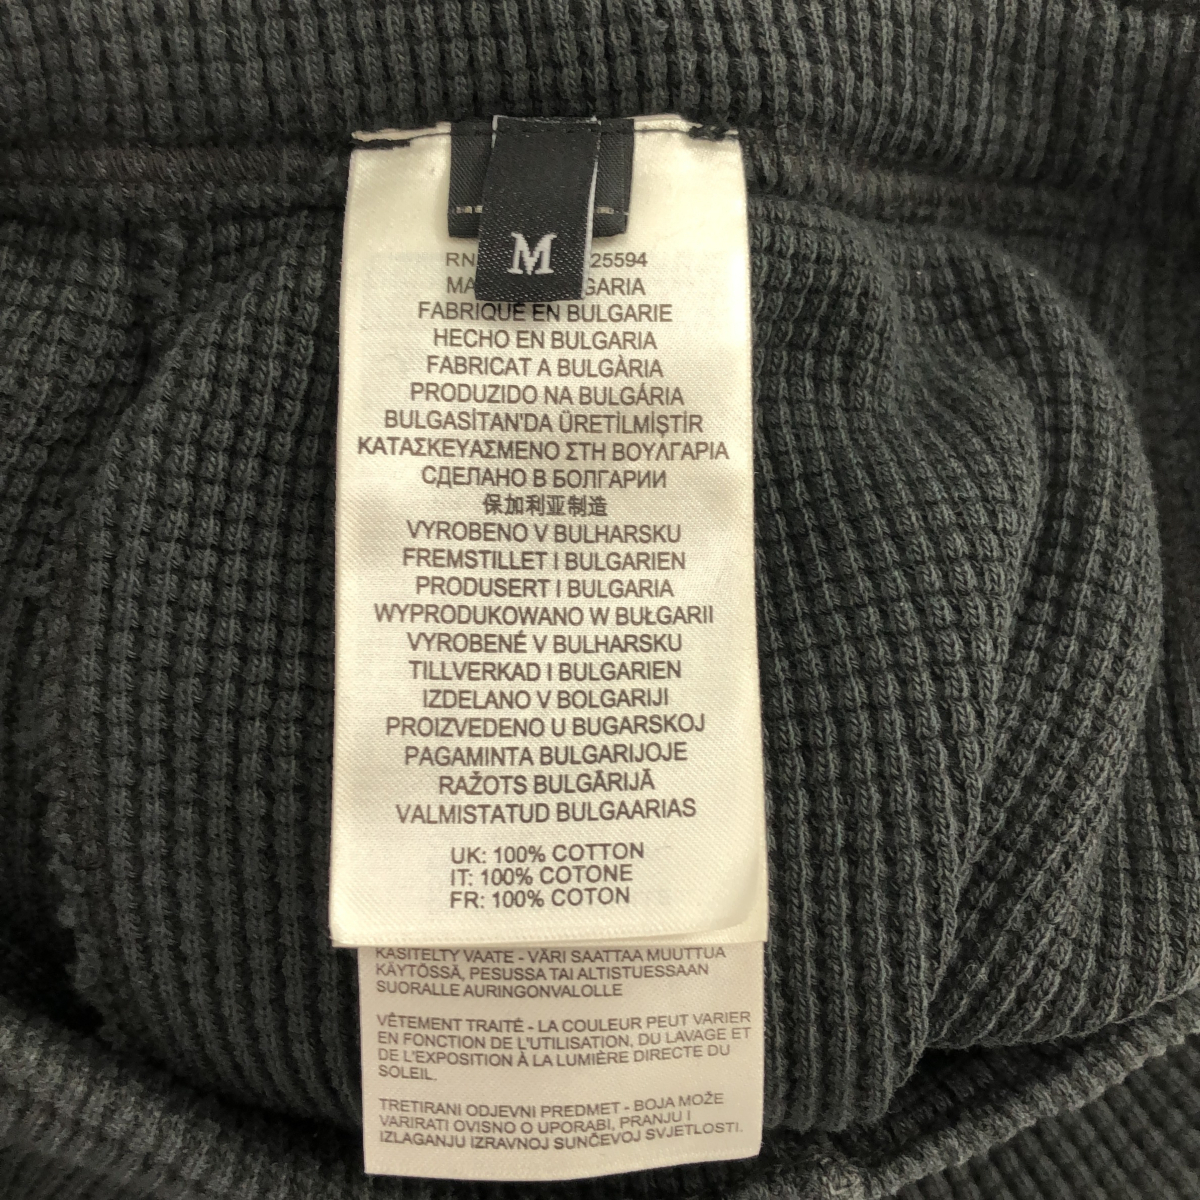 M
25594
FABRIQUÉ EN BULGARIE
HECHO EN BULGARIA
FABRICAT A BULGÀRIA
PRODUZIDO NA BULGÁRIA
BULGASİTAN'DA ÜRETİLMİŞTİR
ΚΑΤΑΣΚΕΥΑΣΜΕΝΟ ΣΤΗ ΒΟΥΛΓΑΡΙΑ
СДЕЛАНО В БОЛГАРИИ
保加利亚制造
VYROBENO V BULHARSKU
FREMSTILLET I BULGARIEN
PRODUSERT I BULGARIA
WYPRODUKOWANO W BUŁGARII
VYROBENÉ V BULHARSKU
TILLVERKAD I BULGARIEN
IZDELANO V BOLGARIJI
PROIZVEDENO U BUGARSKOJ
PAGAMINTA BULGARIJOJE
RAŽOTS BULGĀRIJĀ
VALMISTATUD BULGAARIAS
UK: 100% COTTON
IT: 100% COTONE
FR: 100% COTON
KÄSITELTY VAATE - VÄRI SAATTAA MUUTTUA
KÄYTÖSSÄ, PESUSSA TAI ALTISTUESSAAN
SUORALLE AURINGONVALOLLE
VÊTEMENT TRAITÉ - LA COULEUR PEUT VARIER
EN FONCTION DE L'UTILISATION, DU LAVAGE ET
DE L'EXPOSITION À LA LUMIÈRE DIRECTE DU
SOLEIL.
TRETIRANI ODJEVNI PREDMET - BOJA MOŽE
VARIRATI OVISNO O UPORABI, PRANJU I
IZLAGANJU IZRAVNOJ SUNČEVOJ SVJETLOSTI.